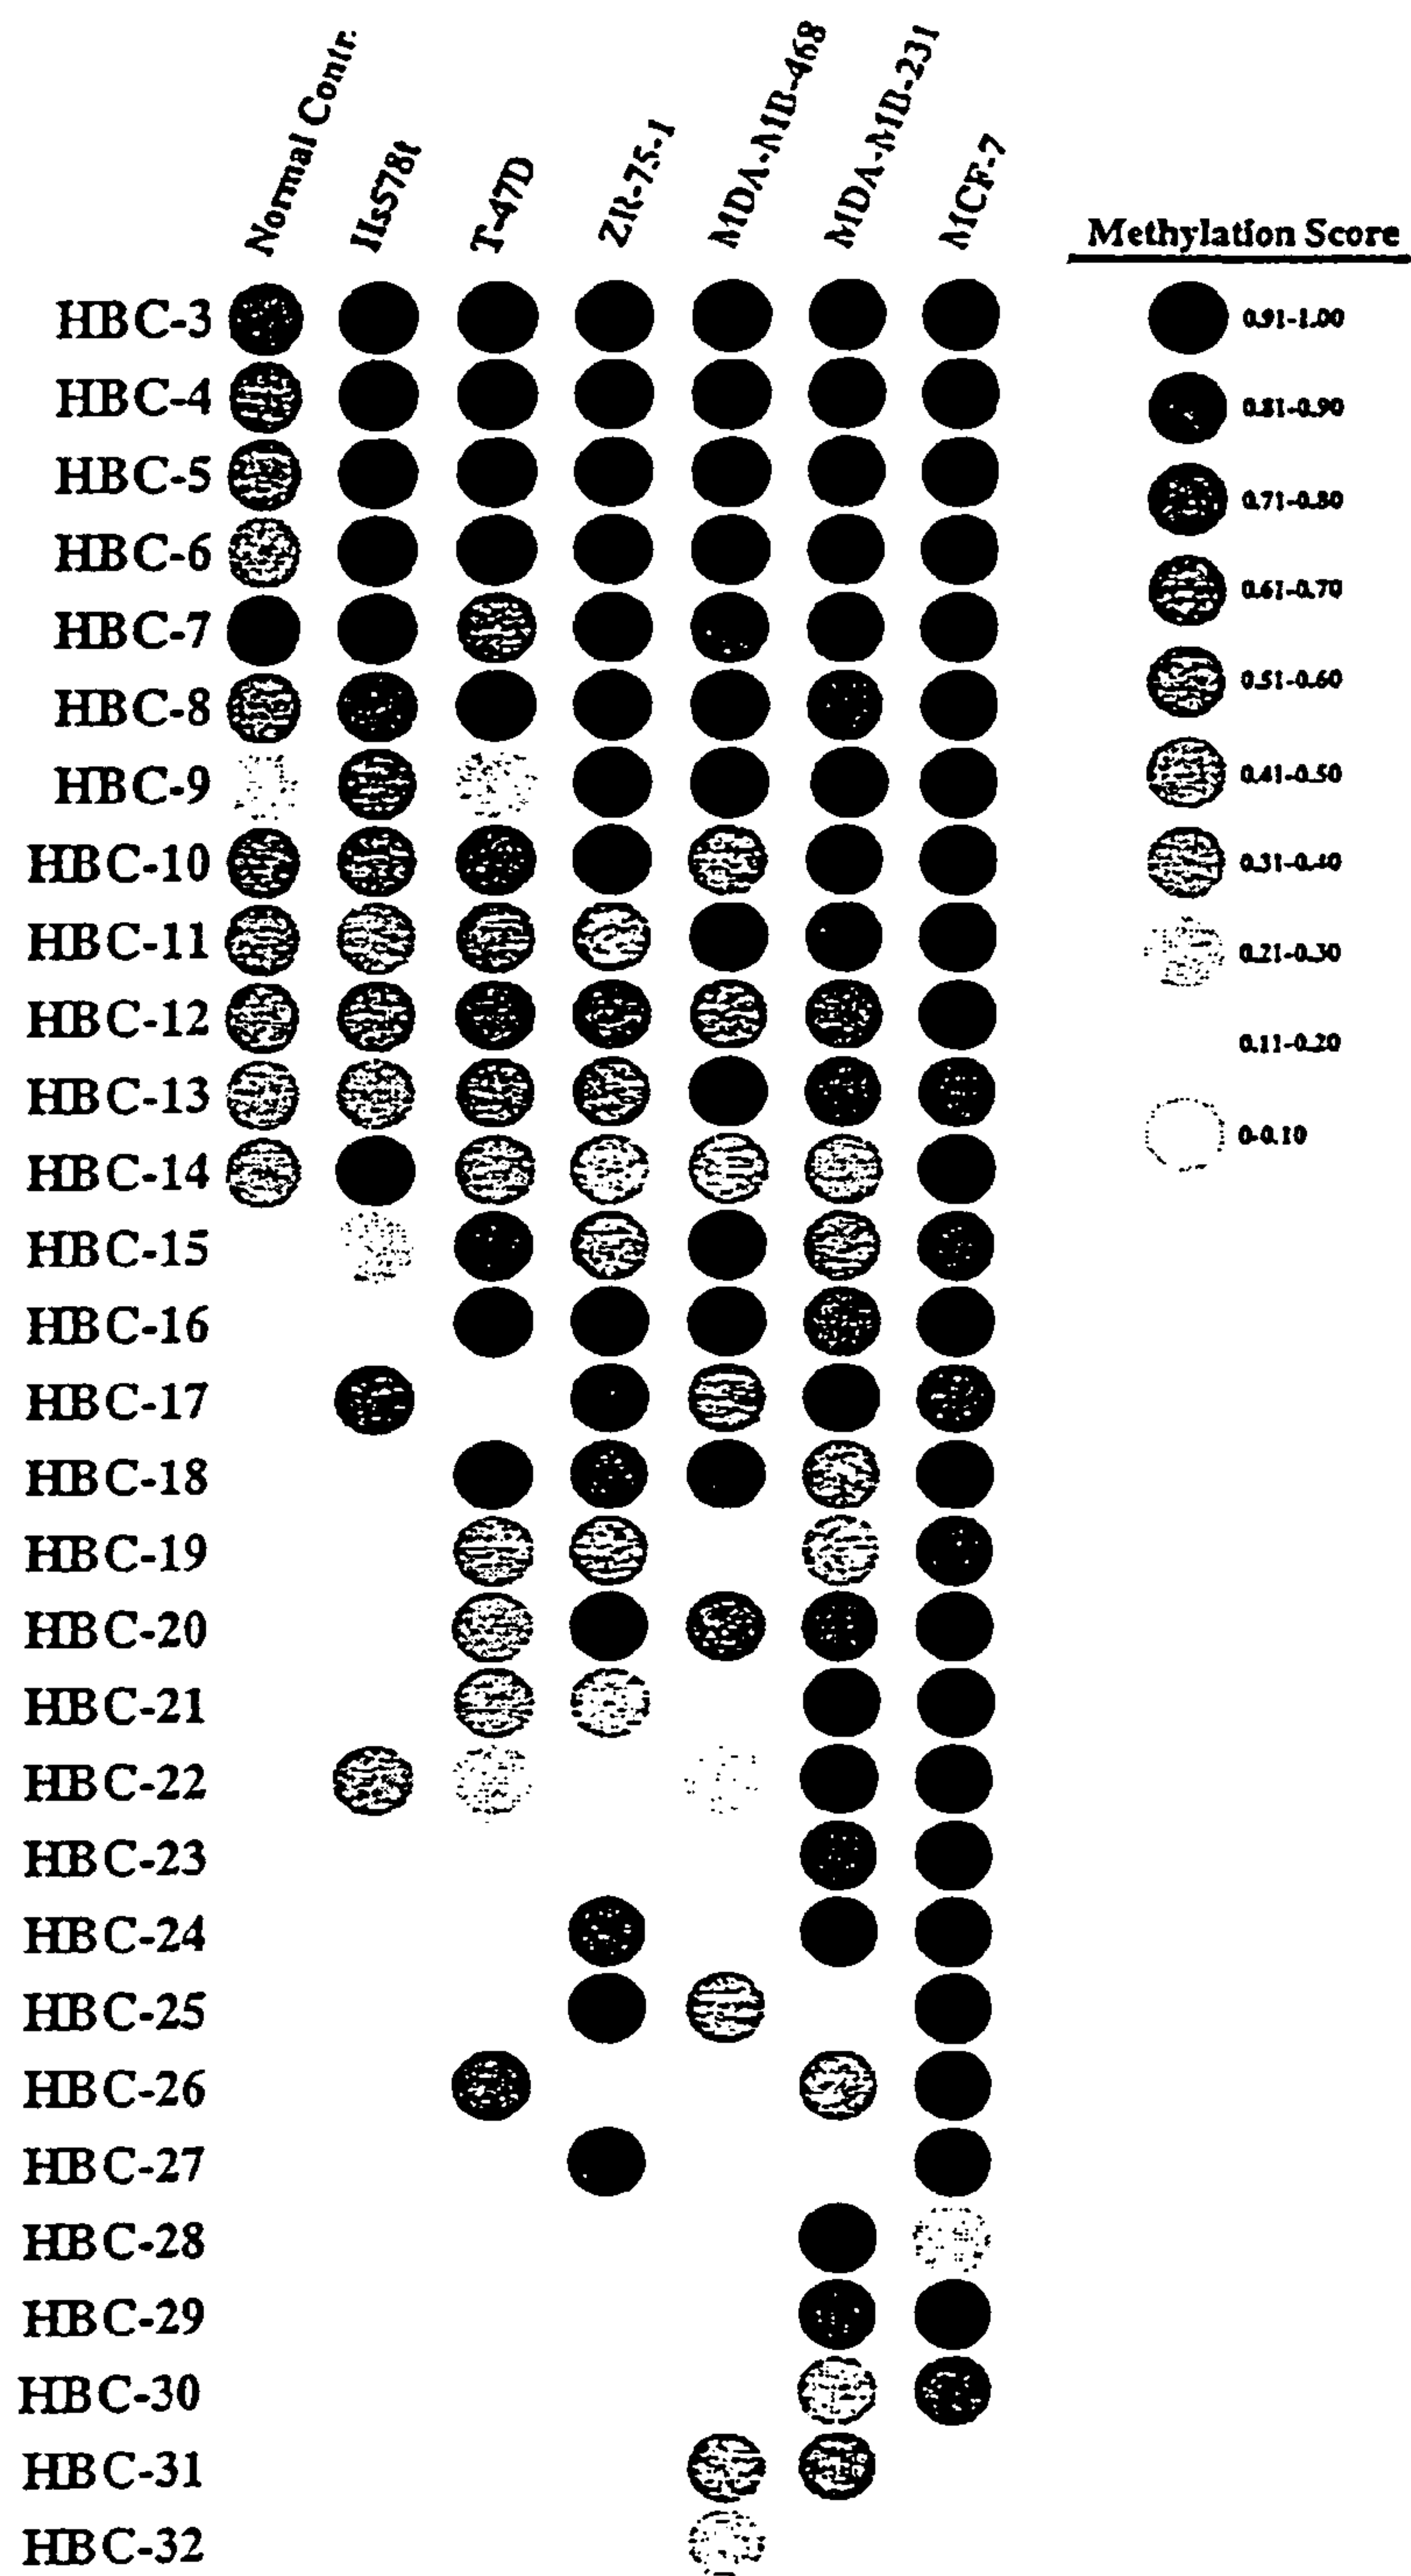 Normal Contr.
Hs578t
T-47D
ZR-75-1
MDA-MB-468
MDA-MB-231
MCF-7
Methylation Score
HBC-3
HBC-4
HBC-5
HBC-6
HBC-7
HBC-8
HBC-9
HBC-10
HBC-11
HBC-12
HBC-13
HBC-14
HBC-15
HBC-16
HBC-17
HBC-18
HBC-19
HBC-20
HBC-21
HBC-22
HBC-23
HBC-24
HBC-25
HBC-26
HBC-27
HBC-28
HBC-29
HBC-30
HBC-31
HBC-32
0.91-1.00
0.81-0.90
0.71-0.80
0.61-0.70
0.51-0.60
0.41-0.50
0.31-0.40
0.21-0.30
0.11-0.20
0-0.10